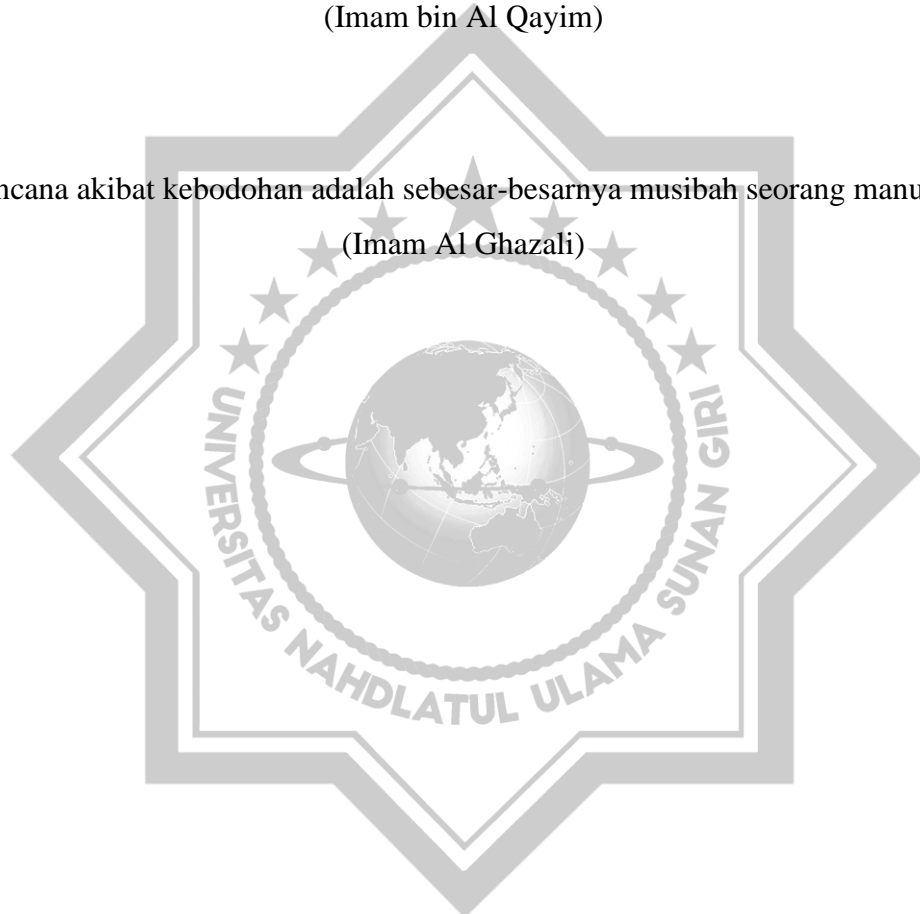 (Imam bin Al Qayim)
ncana akibat kebodohan adalah sebesar-besarnya musibah seorang manu
(Imam Al Ghazali)
UNIVERSITAS NAHDLATUL ULAMA SUNAN GIRI